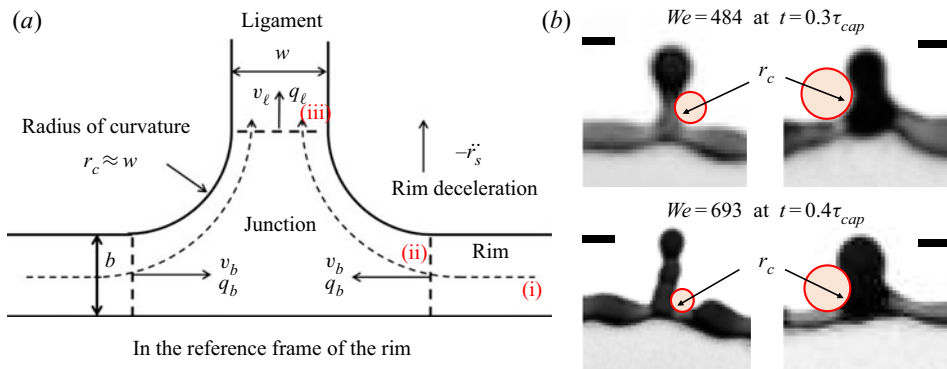 (a)
Ligament
w
v_ℓ q_ℓ
(iii)
Radius of curvature
r_c ≈ w
−r̈_s
Rim deceleration
Junction
b
v_b
q_b
v_b
q_b
(ii)
Rim
(i)
In the reference frame of the rim
(b)
We = 484 at t = 0.3τ_cap
r_c
We = 693 at t = 0.4τ_cap
r_c